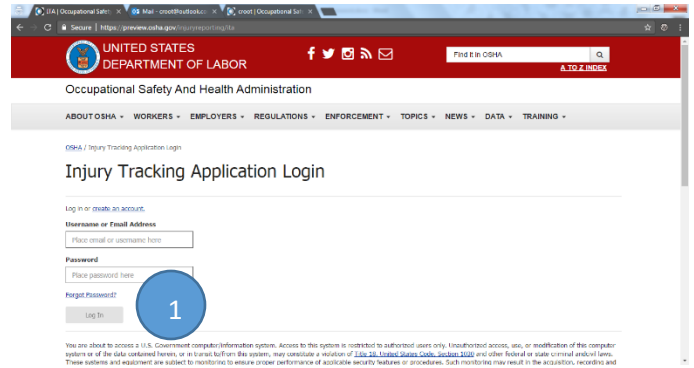 ITA | Occupational Safety
Mail - croot@outlook.co
croot | Occupational Saf
Secure | https://preview.osha.gov/injuryreporting/ita
UNITED STATES
DEPARTMENT OF LABOR
Find it in OSHA
A TO Z INDEX
Occupational Safety And Health Administration
ABOUT OSHA WORKERS EMPLOYERS REGULATIONS ENFORCEMENT TOPICS NEWS DATA TRAINING
OSHA / Injury Tracking Application Login
Injury Tracking Application Login
Log in or create an account.
Username or Email Address
Place email or username here
Password
Place password here
Forgot Password?
Log In
1
You are about to access a U.S. Government computer/information system. Access to this system is restricted to authorized users only. Unauthorized access, use, or modification of this computer
system or of the data contained herein, or in transit to/from this system, may constitute a violation of Title 18, United States Code, Section 1030 and other federal or state criminal and civil laws.
These systems and equipment are subject to monitoring to ensure proper performance of applicable security features or procedures. Such monitoring may result in the acquisition, recording and